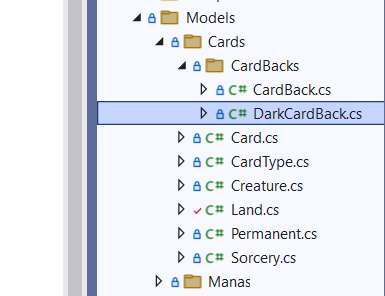 Models
Cards
CardBacks
C# CardBack.cs
C# DarkCardBack.cs
C# Card.cs
C# CardType.cs
C# Creature.cs
C# Land.cs
C# Permanent.cs
C# Sorcery.cs
Manas